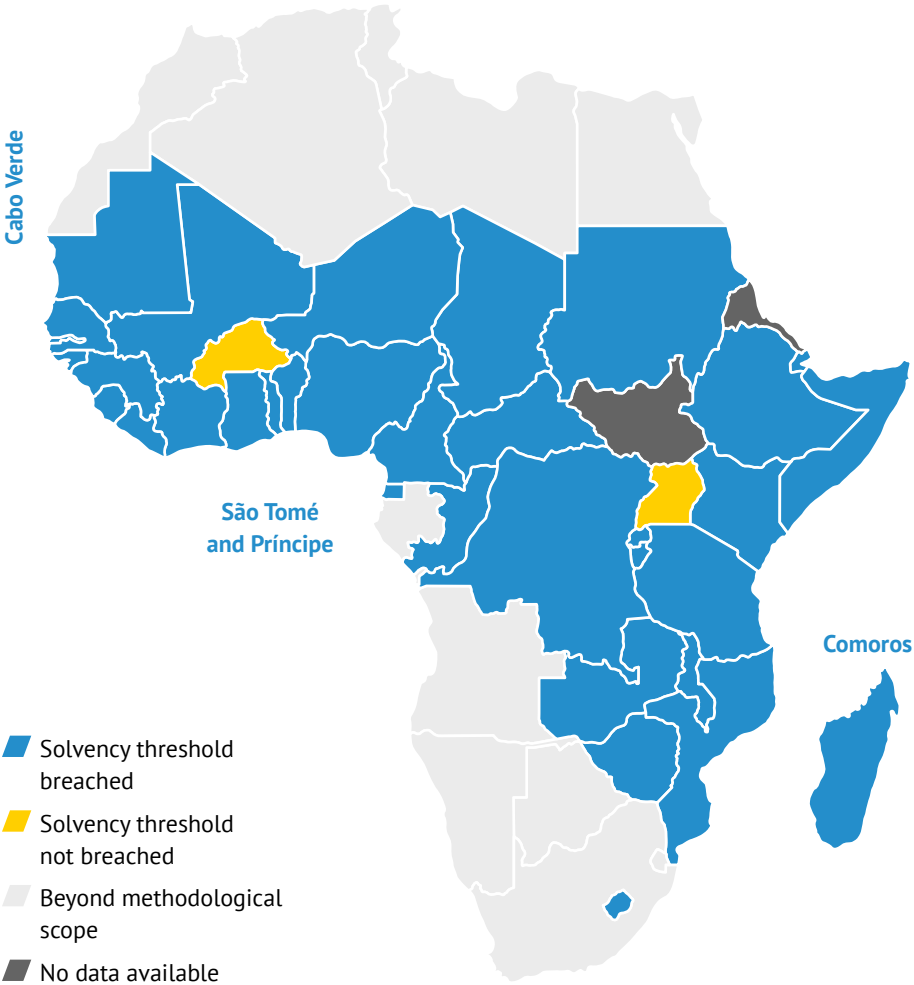 Cabo Verde
São Tomé
and Príncipe
Comoros
Solvency threshold
breached
Solvency threshold
not breached
Beyond methodological
scope
No data available